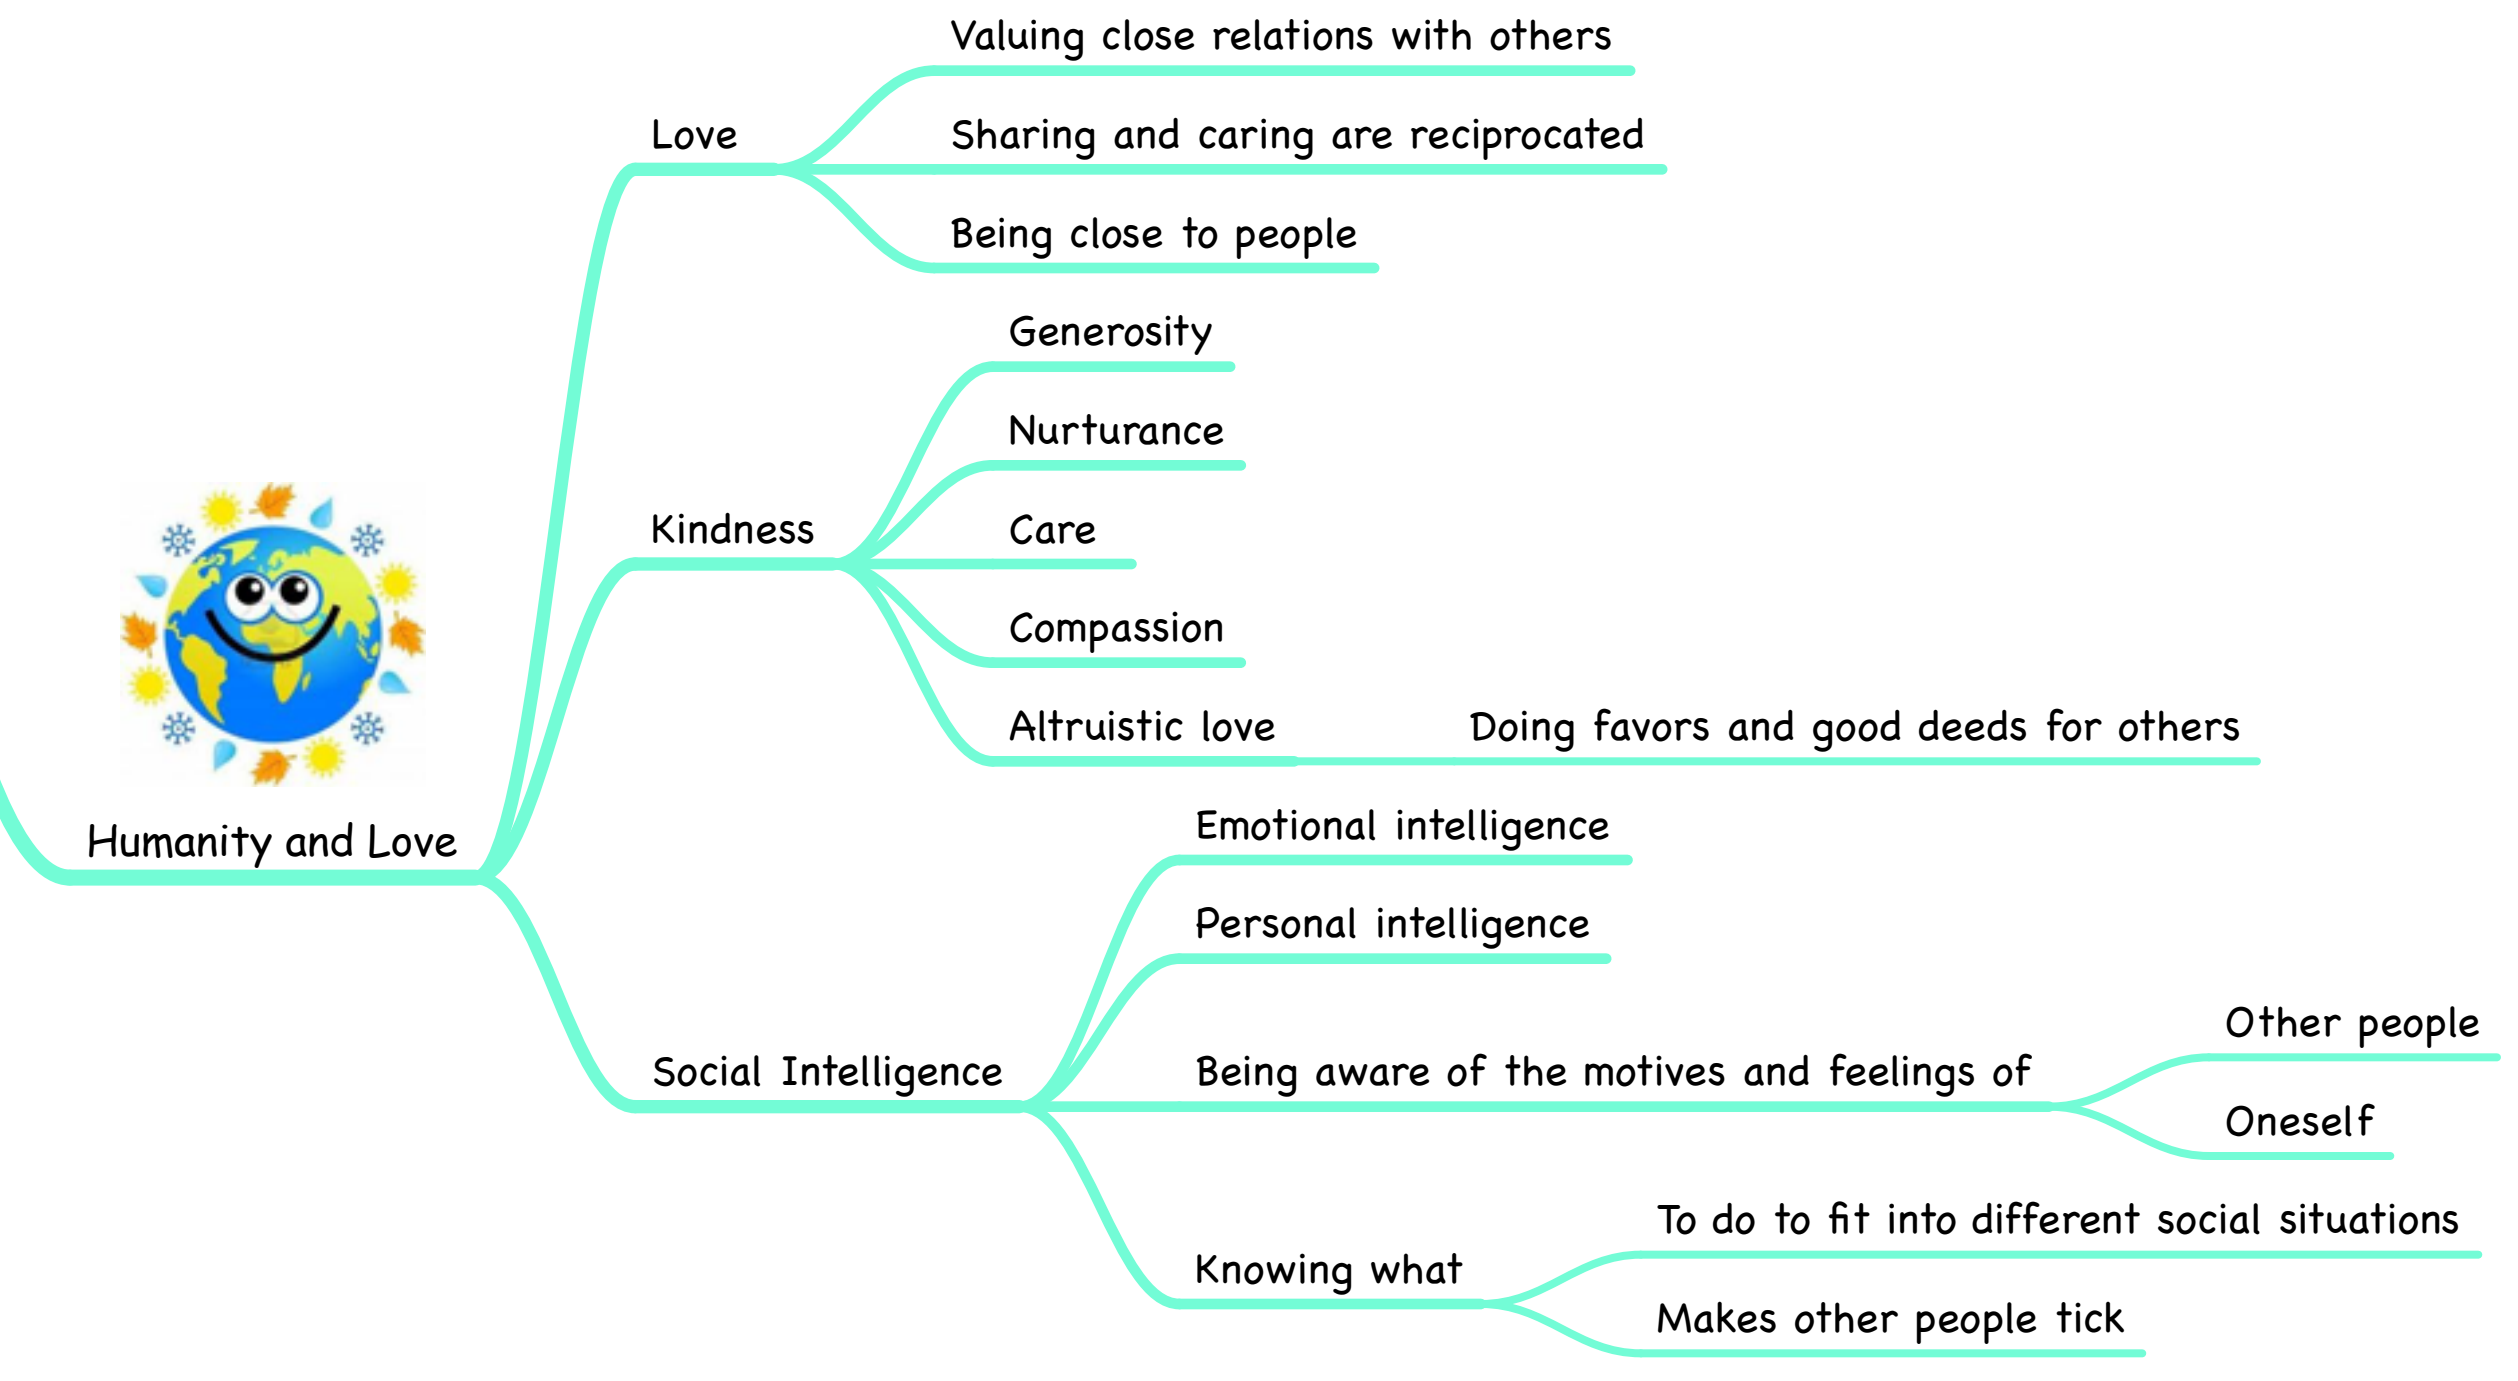 Valuing close relations with others
Love
Sharing and caring are reciprocated
Being close to people
Generosity
Nurturance
Kindness
Care
Compassion
Altruistic love
Doing favors and good deeds for others
Humanity and Love
Emotional intelligence
Personal intelligence
Social Intelligence
Being aware of the motives and feelings of
Other people
Oneself
Knowing what
To do to fit into different social situations
Makes other people tick